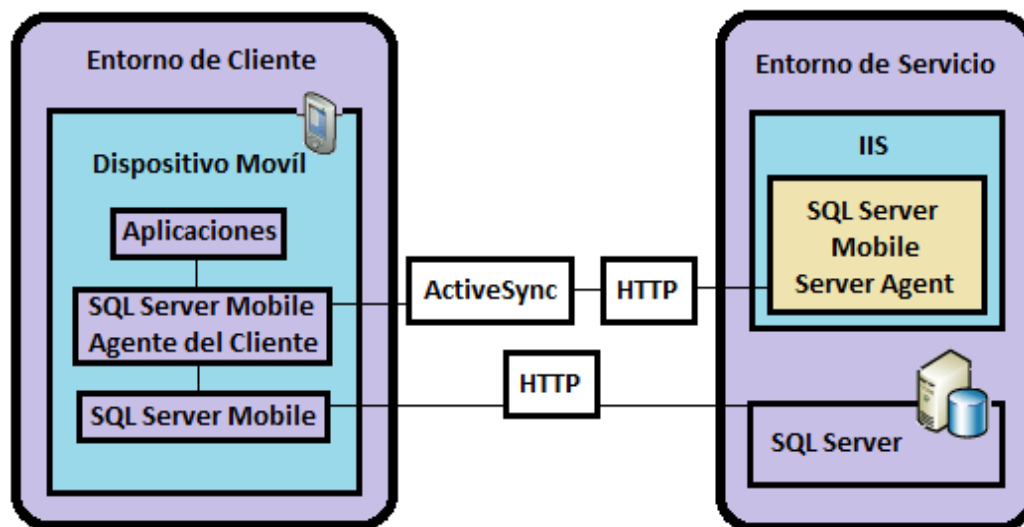 Entorno de Cliente
Dispositivo Movíl
Aplicaciones
SQL Server Mobile
Agente del Cliente
SQL Server Mobile
ActiveSync
HTTP
HTTP
Entorno de Servicio
IIS
SQL Server
Mobile
Server Agent
SQL Server